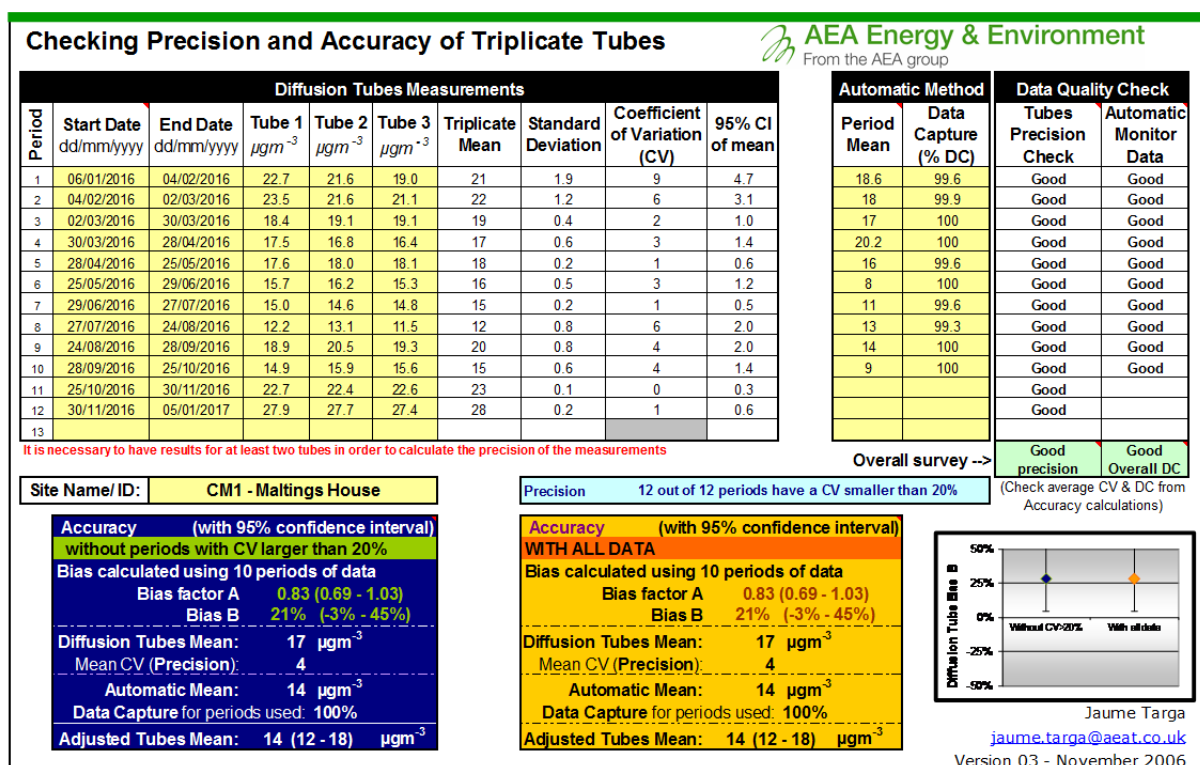 Checking Precision and Accuracy of Triplicate Tubes
AEA Energy & Environment
From the AEA group
Diffusion Tubes Measurements Automatic Method Data Quality Check
Period Start Date dd/mm/yyyy End Date dd/mm/yyyy Tube 1 µgm⁻³ Tube 2 µgm⁻³ Tube 3 µgm⁻³ Triplicate Mean Standard Deviation Coefficient of Variation (CV) 95% CI of mean Period Mean Data Capture (% DC) Tubes Precision Check Automatic Monitor Data
1 06/01/2016 04/02/2016 22.7 21.6 19.0 21 1.9 9 4.7 18.6 99.6 Good Good
2 04/02/2016 02/03/2016 23.5 21.6 21.1 22 1.2 6 3.1 18 99.9 Good Good
3 02/03/2016 30/03/2016 18.4 19.1 19.1 19 0.4 2 1.0 17 100 Good Good
4 30/03/2016 28/04/2016 17.5 16.8 16.4 17 0.6 3 1.4 20.2 100 Good Good
5 28/04/2016 25/05/2016 17.6 18.0 18.1 18 0.2 1 0.6 16 99.6 Good Good
6 25/05/2016 29/06/2016 15.7 16.2 15.3 16 0.5 3 1.2 8 100 Good Good
7 29/06/2016 27/07/2016 15.0 14.6 14.8 15 0.2 1 0.5 11 99.6 Good Good
8 27/07/2016 24/08/2016 12.2 13.1 11.5 12 0.8 6 2.0 13 99.3 Good Good
9 24/08/2016 28/09/2016 18.9 20.5 19.3 20 0.8 4 2.0 14 100 Good Good
10 28/09/2016 25/10/2016 14.9 15.9 15.6 15 0.6 4 1.4 9 100 Good Good
11 25/10/2016 30/11/2016 22.7 22.4 22.6 23 0.1 0 0.3 Good
12 30/11/2016 05/01/2017 27.9 27.7 27.4 28 0.2 1 0.6 Good
13
It is necessary to have results for at least two tubes in order to calculate the precision of the measurements
Overall survey --> Good precision Good Overall DC
Site Name/ ID: CM1 - Maltings House
Precision 12 out of 12 periods have a CV smaller than 20%
(Check average CV & DC from
Accuracy calculations)
Accuracy (with 95% confidence interval)
without periods with CV larger than 20%
Bias calculated using 10 periods of data
Bias factor A 0.83 (0.69 - 1.03)
Bias B 21% (-3% - 45%)
Diffusion Tubes Mean: 17 µgm⁻³
Mean CV (Precision): 4
Automatic Mean: 14 µgm⁻³
Data Capture for periods used: 100%
Adjusted Tubes Mean: 14 (12 - 18) µgm⁻³
Accuracy (with 95% confidence interval)
WITH ALL DATA
Bias calculated using 10 periods of data
Bias factor A 0.83 (0.69 - 1.03)
Bias B 21% (-3% - 45%)
Diffusion Tubes Mean: 17 µgm⁻³
Mean CV (Precision): 4
Automatic Mean: 14 µgm⁻³
Data Capture for periods used: 100%
Adjusted Tubes Mean: 14 (12 - 18) µgm⁻³
Diffusion Tube Bias B
50%
25%
0%
-25%
-50%
Without CV>20% With all data
Jaume Targa
jaume.targa@aeat.co.uk
Version 03 - November 2006